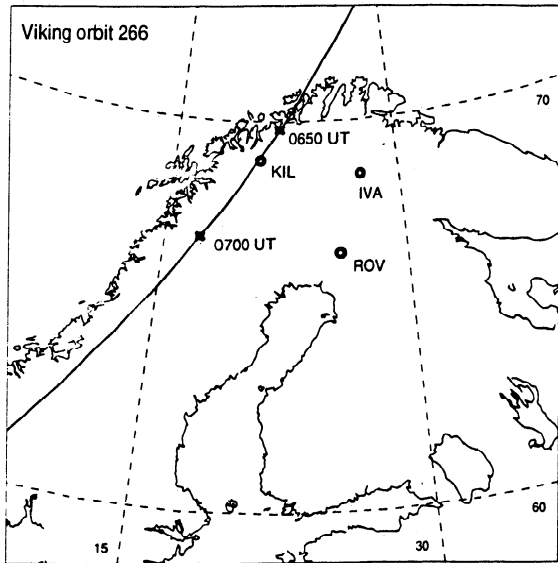 Viking orbit 266
70
0650 UT
KIL
IVA
0700 UT
ROV
60
15
30